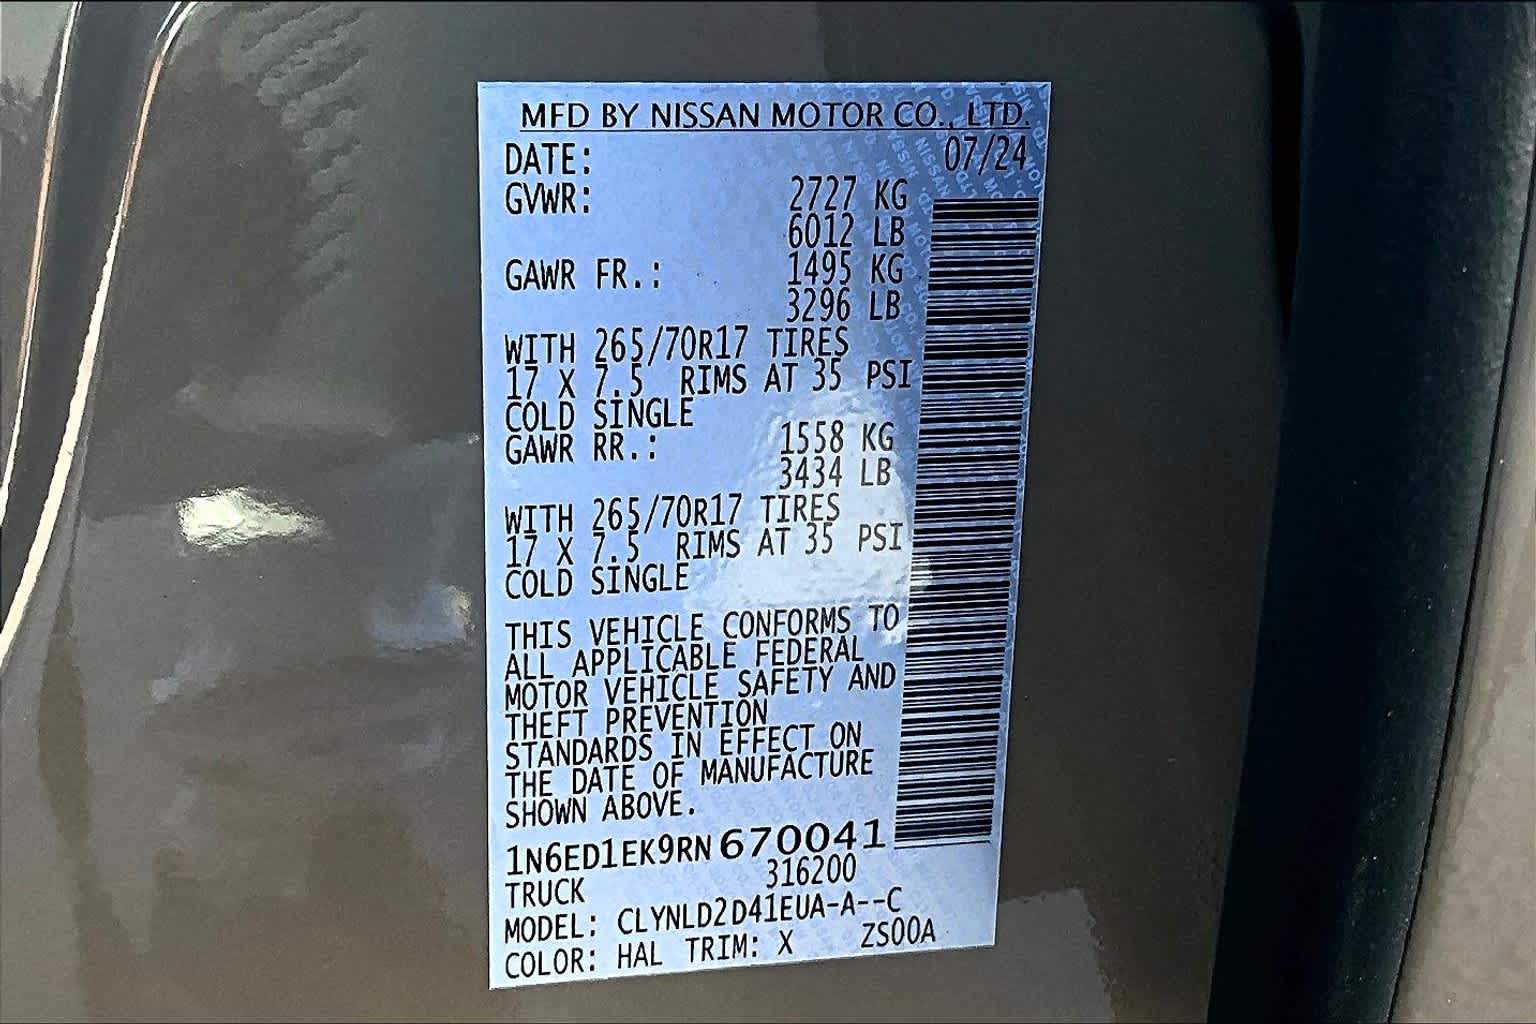 MFD BY NISSAN MOTOR CO., LTD.
DATE: 07/24
GVWR: 2727 KG
6012 LB
GAWR FR.: 1495 KG
3296 LB
WITH 265/70R17 TIRES
17 X 7.5 RIMS AT 35 PSI
COLD SINGLE
GAWR RR.: 1558 KG
3434 LB
WITH 265/70R17 TIRES
17 X 7.5 RIMS AT 35 PSI
COLD SINGLE
THIS VEHICLE CONFORMS TO
ALL APPLICABLE FEDERAL
MOTOR VEHICLE SAFETY AND
THEFT PREVENTION
STANDARDS IN EFFECT ON
THE DATE OF MANUFACTURE
SHOWN ABOVE.
1N6ED1EK9RN670041
TRUCK 316200
MODEL: CLYNLD2D41EUA-A--C
COLOR: HAL TRIM: X ZS00A